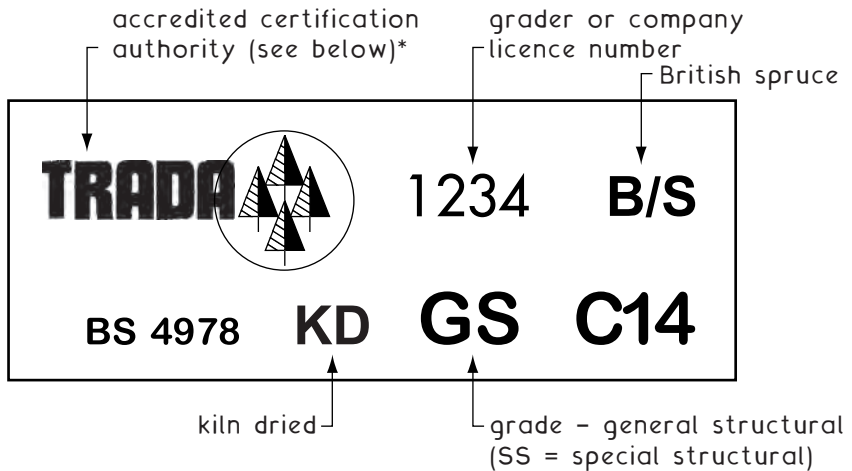 accredited certification
authority (see below)*
grader or company
licence number
British spruce
TRADA
1234
B/S
BS 4978
KD
GS
C14
kiln dried
grade – general structural
(SS = special structural)